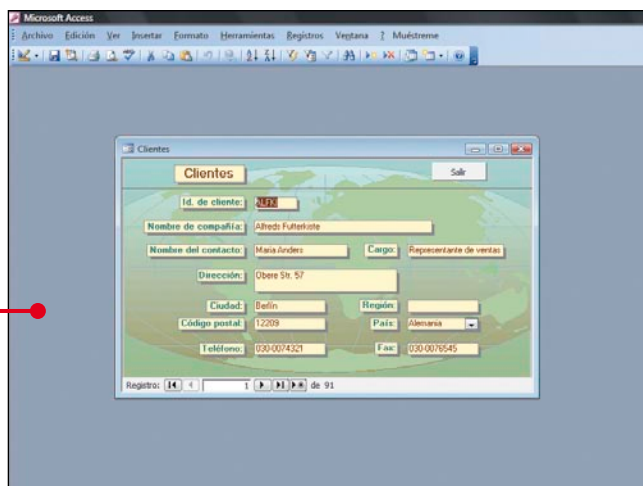 Microsoft Access
Archivo Edición Ver Insertar Formato Herramientas Registros Ventana ? Muéstreme
Clientes
Clientes Salir
Id. de cliente: ALFKI
Nombre de compañía: Alfreds Futterkiste
Nombre del contacto: Maria Anders Cargo: Representante de ventas
Dirección: Obere Str. 57
Ciudad: Berlín Región:
Código postal: 12209 País: Alemania
Teléfono: 030-0074321 Fax: 030-0076545
Registro: 1 de 91